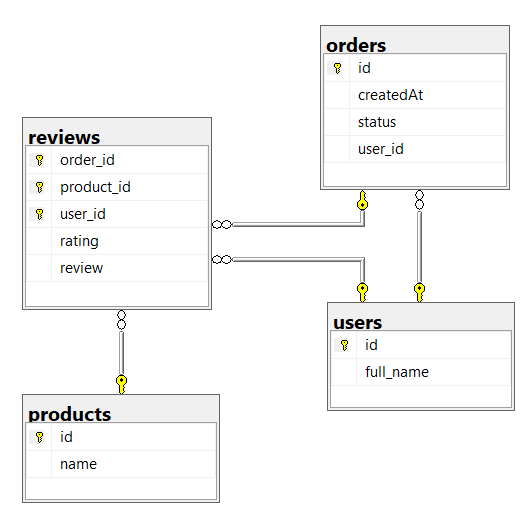 orders
id
createdAt
status
user_id
reviews
order_id
product_id
user_id
rating
review
users
id
full_name
products
id
name